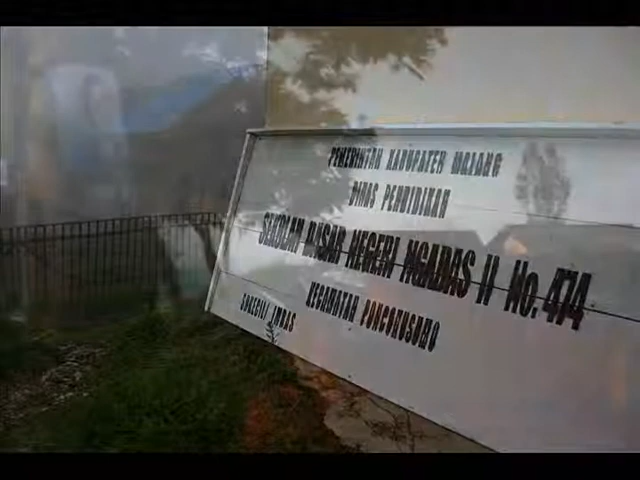 PEMERINTAH KABUPATEN MALANG
DINAS PENDIDIKAN
SEKOLAH DASAR NEGERI NGADAS II No. 474
KECAMATAN PONCOKUSUMO